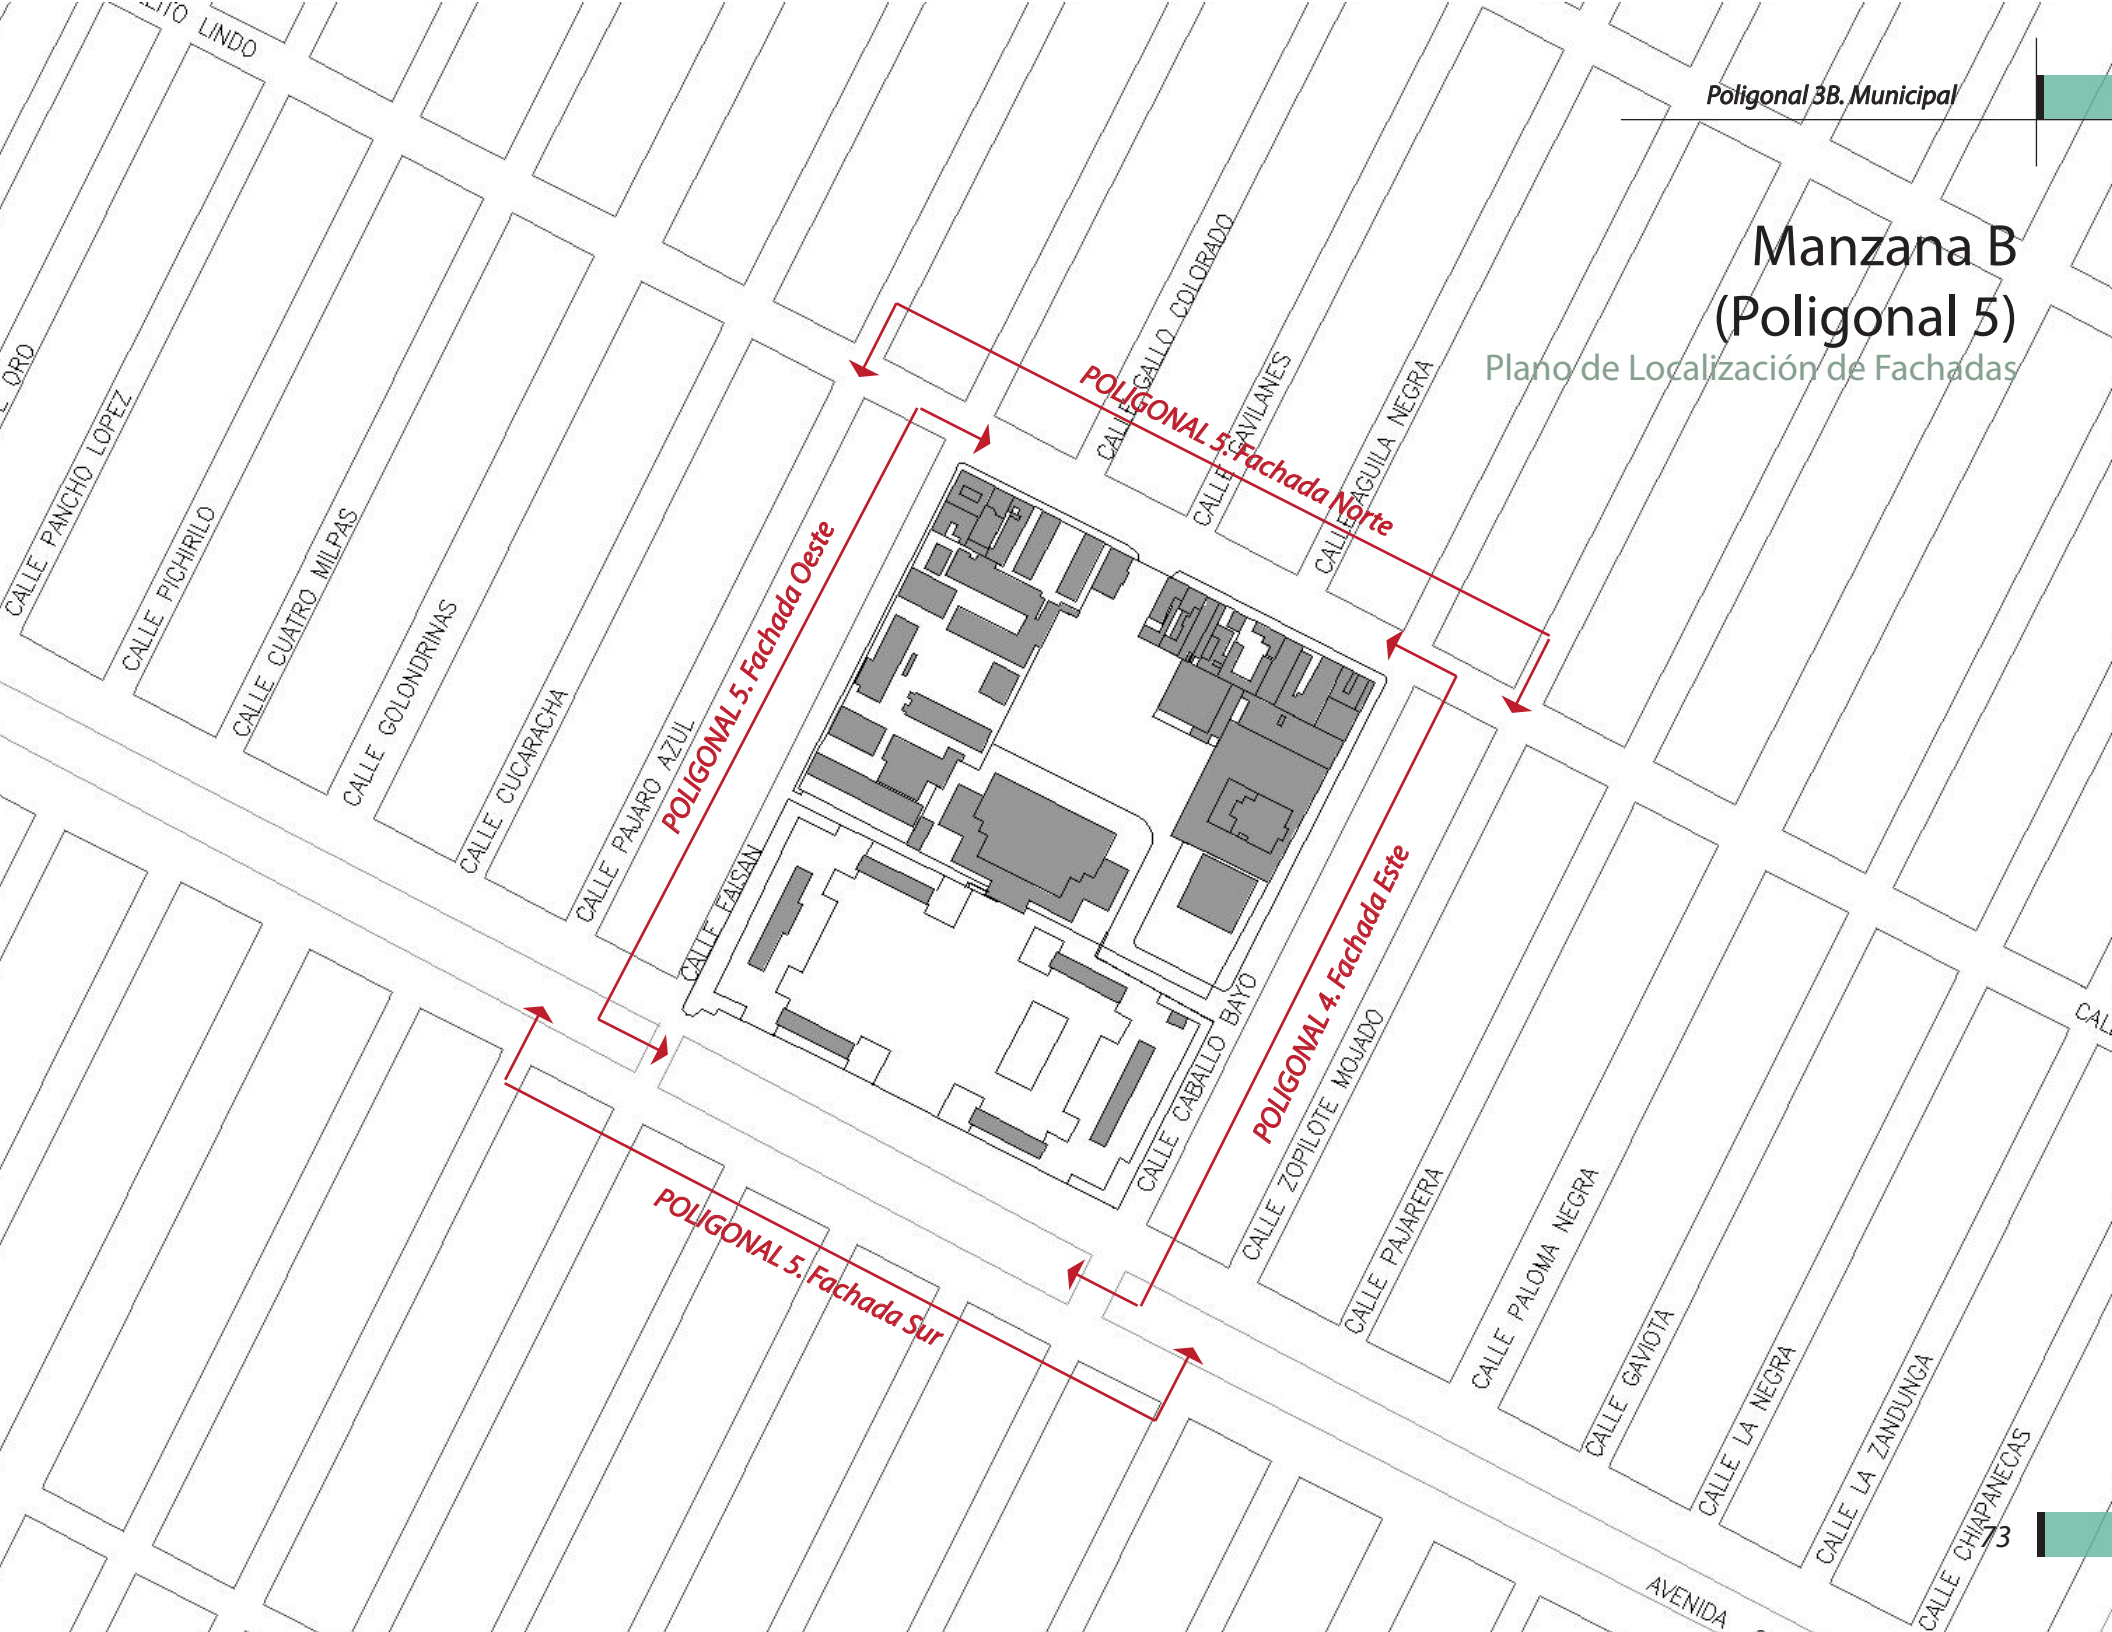 LINDO
Poligonal 3B. Municipal
Manzana B
(Poligonal 5)
Plano de Localización de Fachadas
ORO
CALLE PANCHO LOPEZ
CALLE PICHIRILO
CALLE CUATRO MILPAS
CALLE GOLONDRINAS
CALLE CUCARACHA
CALLE PAJARO AZUL
CALLE FAISAN
CALLE GALLO COLORADO
CALLE GAVILANES
CALLE AGUILA NEGRA
POLIGONAL 5. Fachada Norte
POLIGONAL 5. Fachada Oeste
POLIGONAL 4. Fachada Este
POLIGONAL 5. Fachada Sur
CALLE CABALLO BAYO
CALLE ZOPILOTE MOJADO
CALLE PAJARERA
CALLE PALOMA NEGRA
CALLE GAVIOTA
CALLE LA NEGRA
CALLE LA ZANDUNGA
CALLE CHIAPANECAS
AVENIDA
73